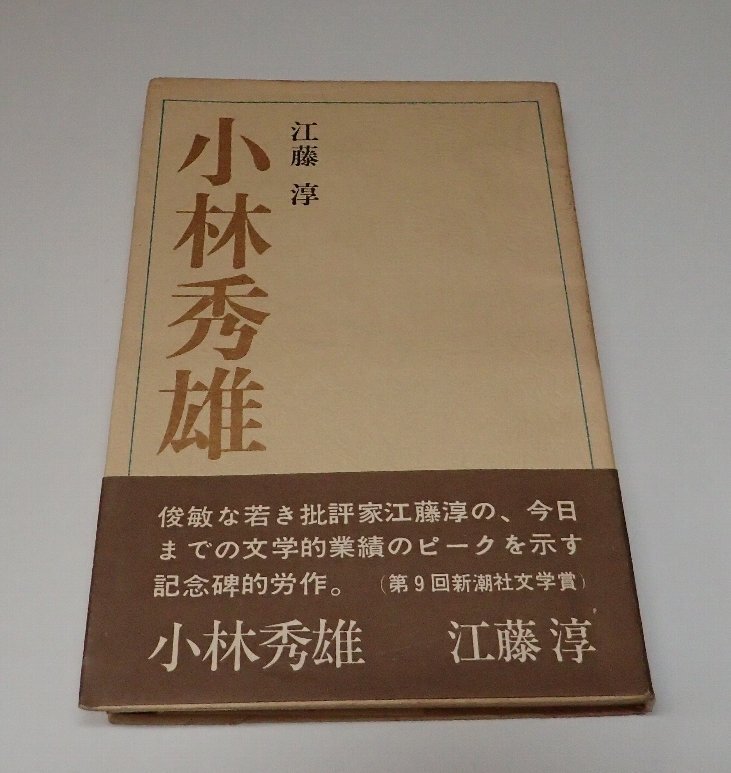 江藤 淳
小林秀雄
俊敏な若き批評家江藤淳の、今日
までの文学的業績のピークを示す
記念碑的労作。(第9回新潮社文学賞)
小林秀雄 江藤 淳